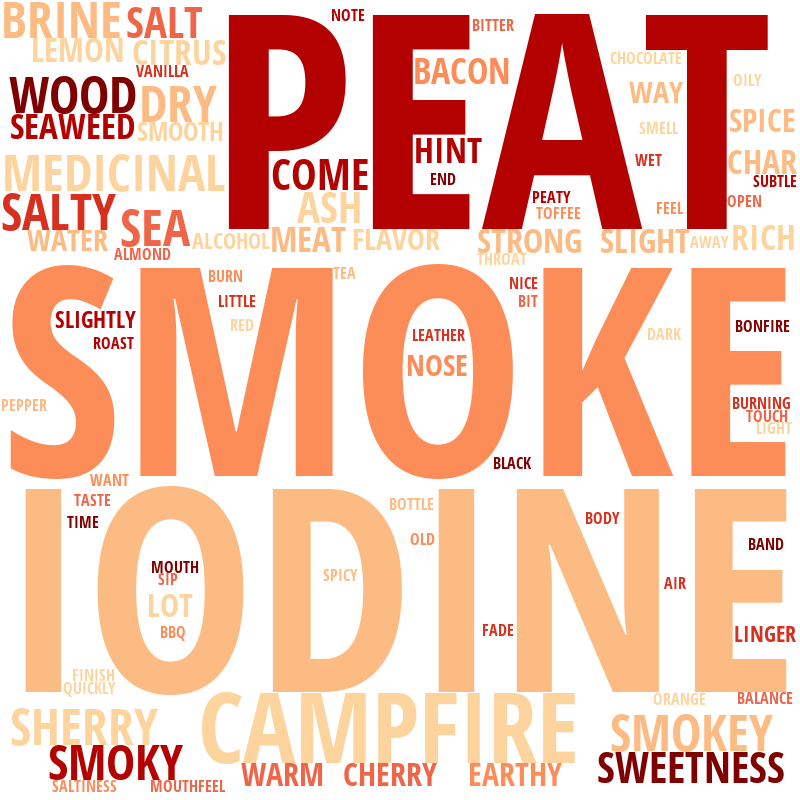 BRINE
SALT
NOTE
PEAT
BITTER
LEMON
CITRUS
CHOCOLATE
VANILLA
BACON
OILY
WOOD
DRY
WAY
SEAWEED
SMOOTH
SMELL
SPICE
HINT
WET
CHAR
MEDICINAL
COME
END
SUBTLE
SALTY
ASH
PEATY
OPEN
TOFFEE
FEEL
SEA
WATER
ALCOHOL
MEAT
FLAVOR
STRONG
SLIGHT
AWAY
RICH
ALMOND
THROAT
SMOKE
BURN
TEA
NICE
LITTLE
BIT
SLIGHTLY
RED
BONFIRE
ROAST
LEATHER
DARK
NOSE
PEPPER
BURNING
TOUCH
LIGHT
BLACK
WANT
IODINE
TASTE
BOTTLE
TIME
BODY
OLD
BAND
MOUTH
SIP
SPICY
AIR
LOT
BBQ
FADE
LINGER
FINISH
QUICKLY
CAMPFIRE
ORANGE
BALANCE
SHERRY
SMOKEY
SMOKY
SWEETNESS
WARM
CHERRY
EARTHY
SALTINESS
MOUTHFEEL